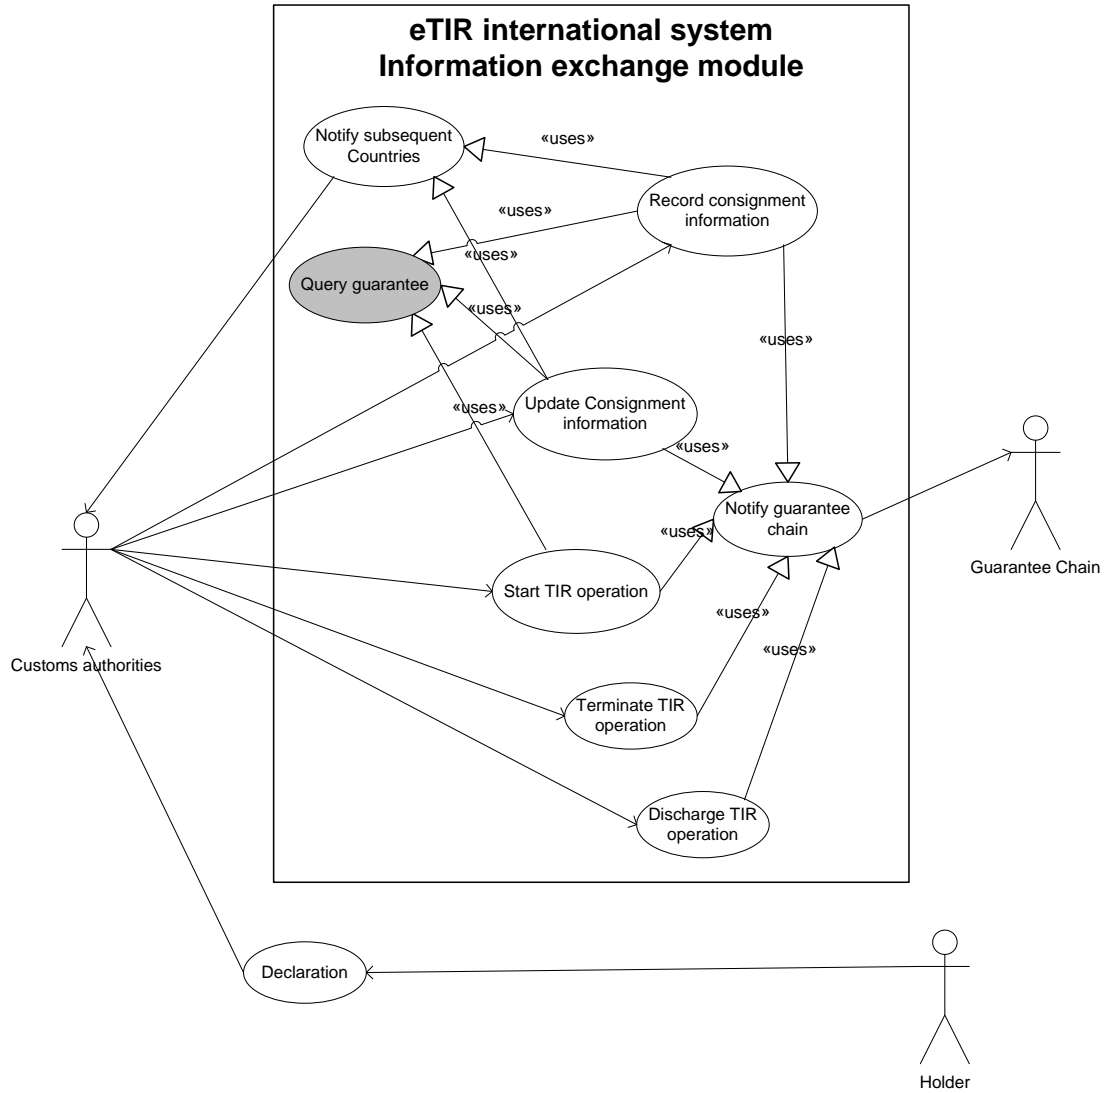 eTIR international system
Information exchange module
Notify subsequent
Countries
«uses»
Record consignment
information
«uses»
«uses»
Query guarantee
«uses»
«uses»
Update Consignment
information
«uses»
«uses»
Notify guarantee
chain
«uses»
Guarantee Chain
Start TIR operation
«uses»
«uses»
Customs authorities
Terminate TIR
operation
Discharge TIR
operation
Declaration
Holder